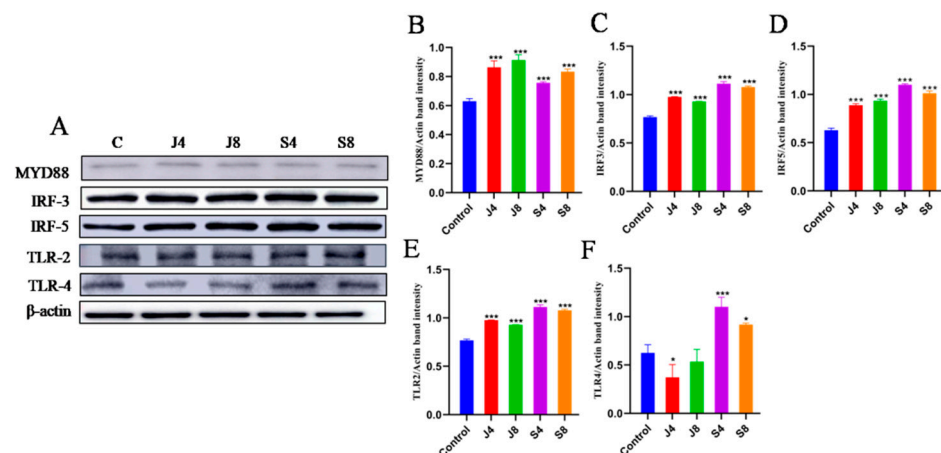 A
C J4 J8 S4 S8
MYD88
IRF-3
IRF-5
TLR-2
TLR-4
β-actin
B
MYD88/Actin band intensity
1.0
0.8
0.6
0.4
0.2
0.0
*** *** *** ***
Control J4 J8 S4 S8
C
IRF3/Actin band intensity
1.5
1.0
0.5
0.0
*** *** *** ***
Control J4 J8 S4 S8
D
IRF5/Actin band intensity
1.5
1.0
0.5
0.0
*** *** *** ***
Control J4 J8 S4 S8
E
TLR2/Actin band intensity
1.5
1.0
0.5
0.0
*** *** *** ***
Control J4 J8 S4 S8
F
TLR4/Actin band intensity
1.5
1.0
0.5
0.0
* *** *
Control J4 J8 S4 S8